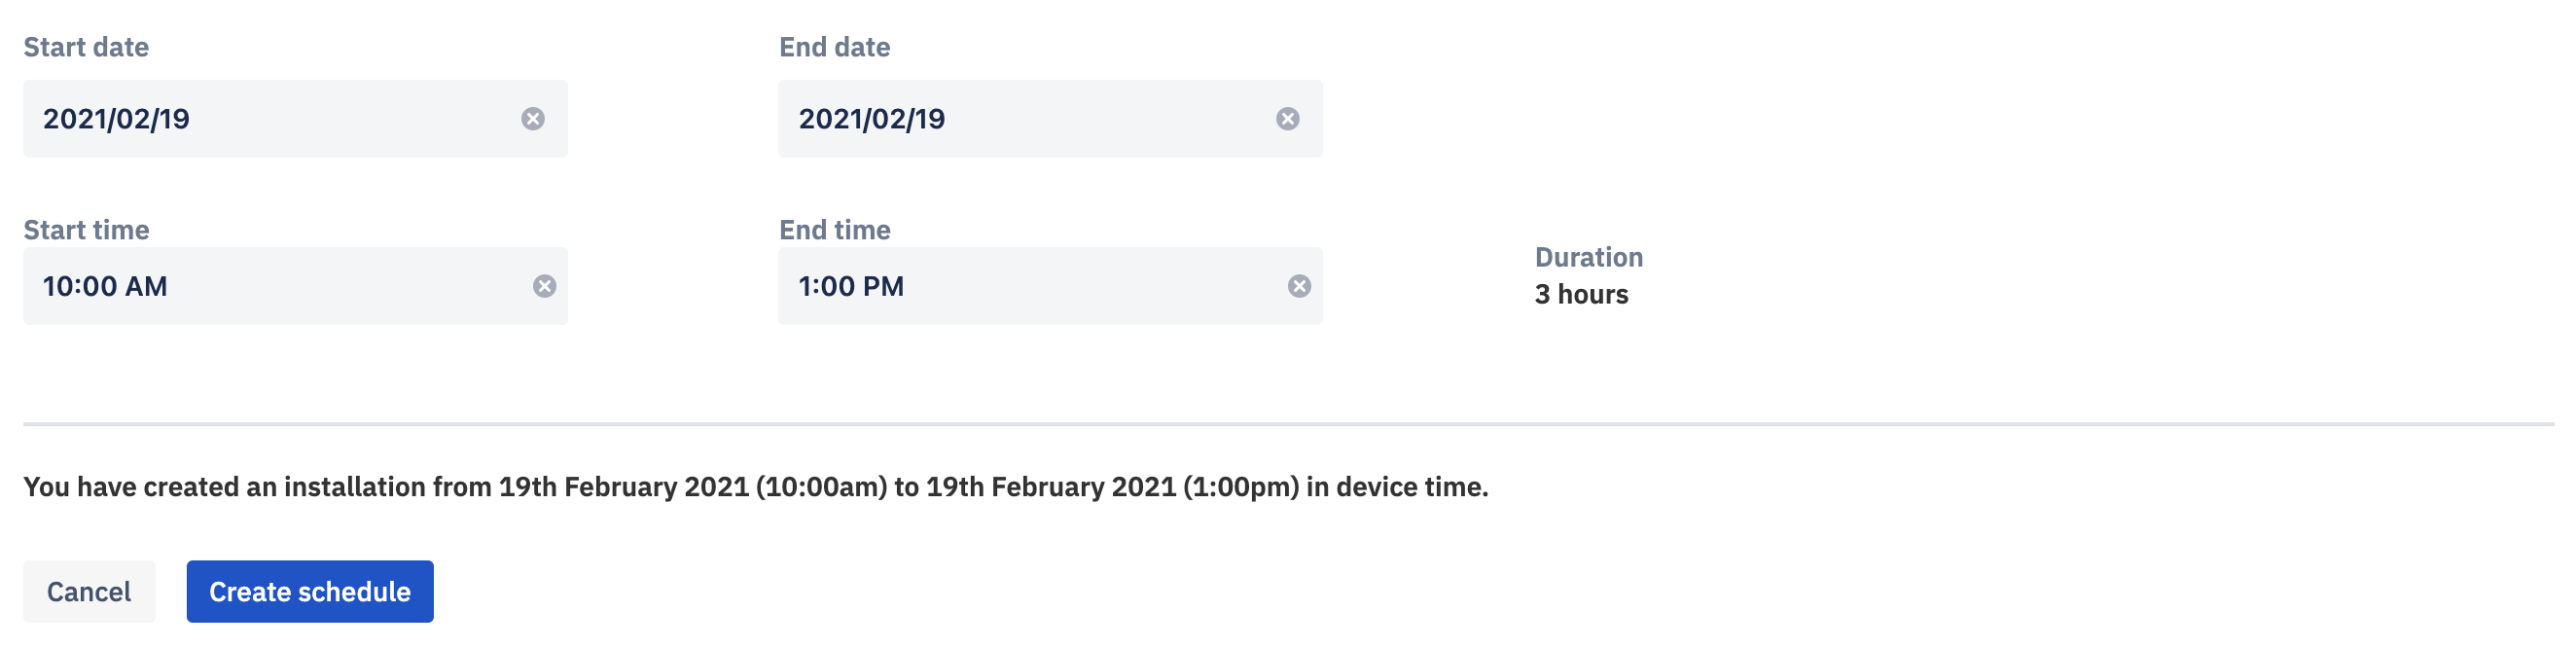 Start date
End date
2021/02/19
2021/02/19
Start time
End time
10:00 AM
1:00 PM
Duration
3 hours
You have created an installation from 19th February 2021 (10:00am) to 19th February 2021 (1:00pm) in device time.
Cancel
Create schedule